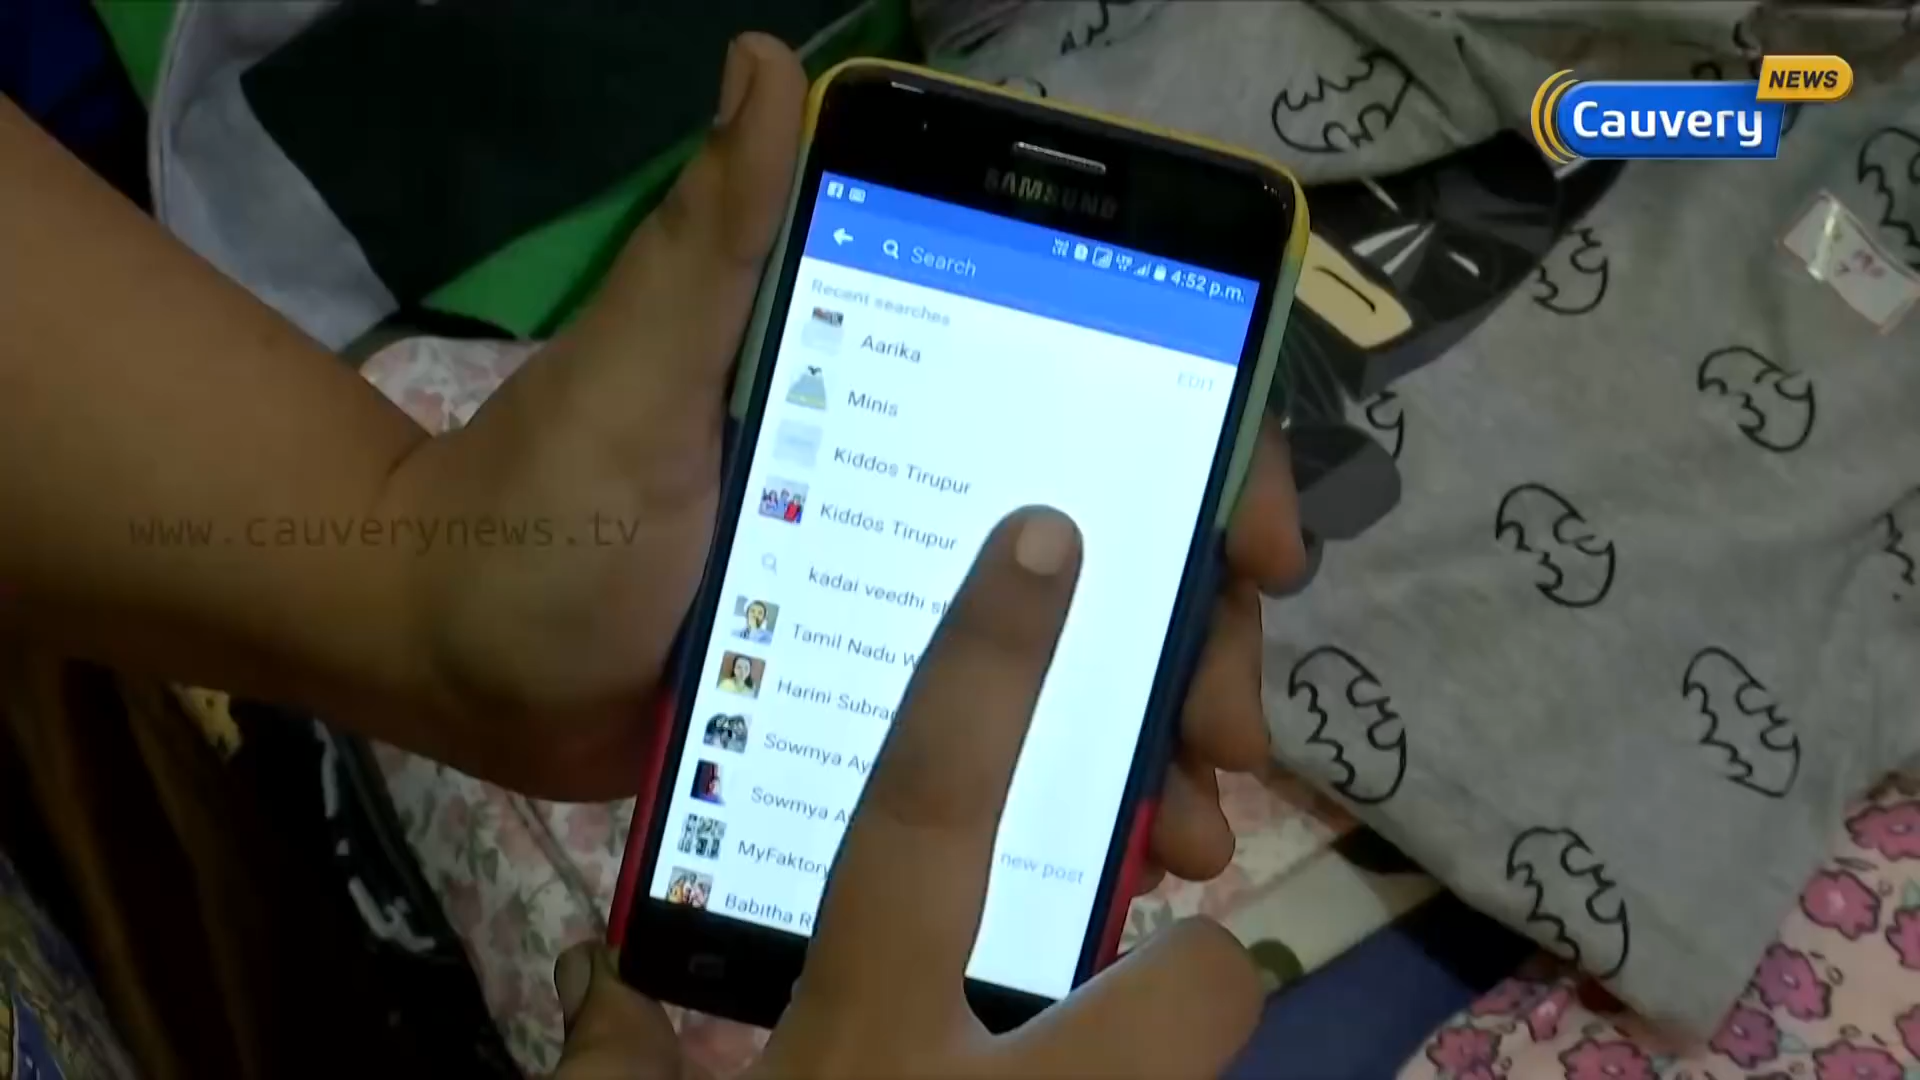 NEWS
Cauvery
SAMSUNG
4:52 p.m.
Search
Recent searches
EDIT
Aarika
Minis
Kiddos Tirupur
Kiddos Tirupur
kadai veedhi
Tamil Nadu
Harini
Sowmya
Sowmya
MyFaktory
new post
Babitha
www.cauverynews.tv